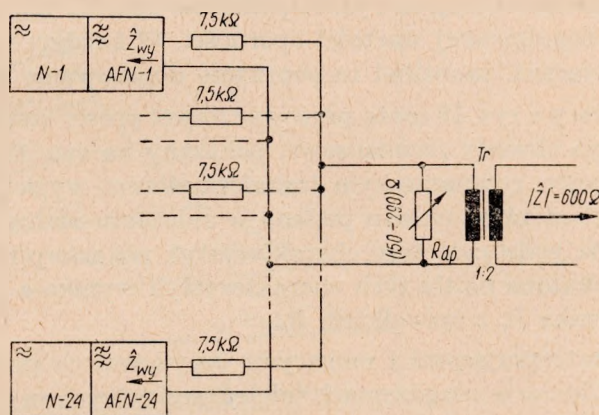 7,5kΩ
Ẑwy
N-1 AFN-1
7,5kΩ
7,5kΩ
Tr
(160÷290)Ω
Rdp
|Ẑ|=600Ω
1:2
7,5kΩ
Ẑwy
N-24 AFN-24